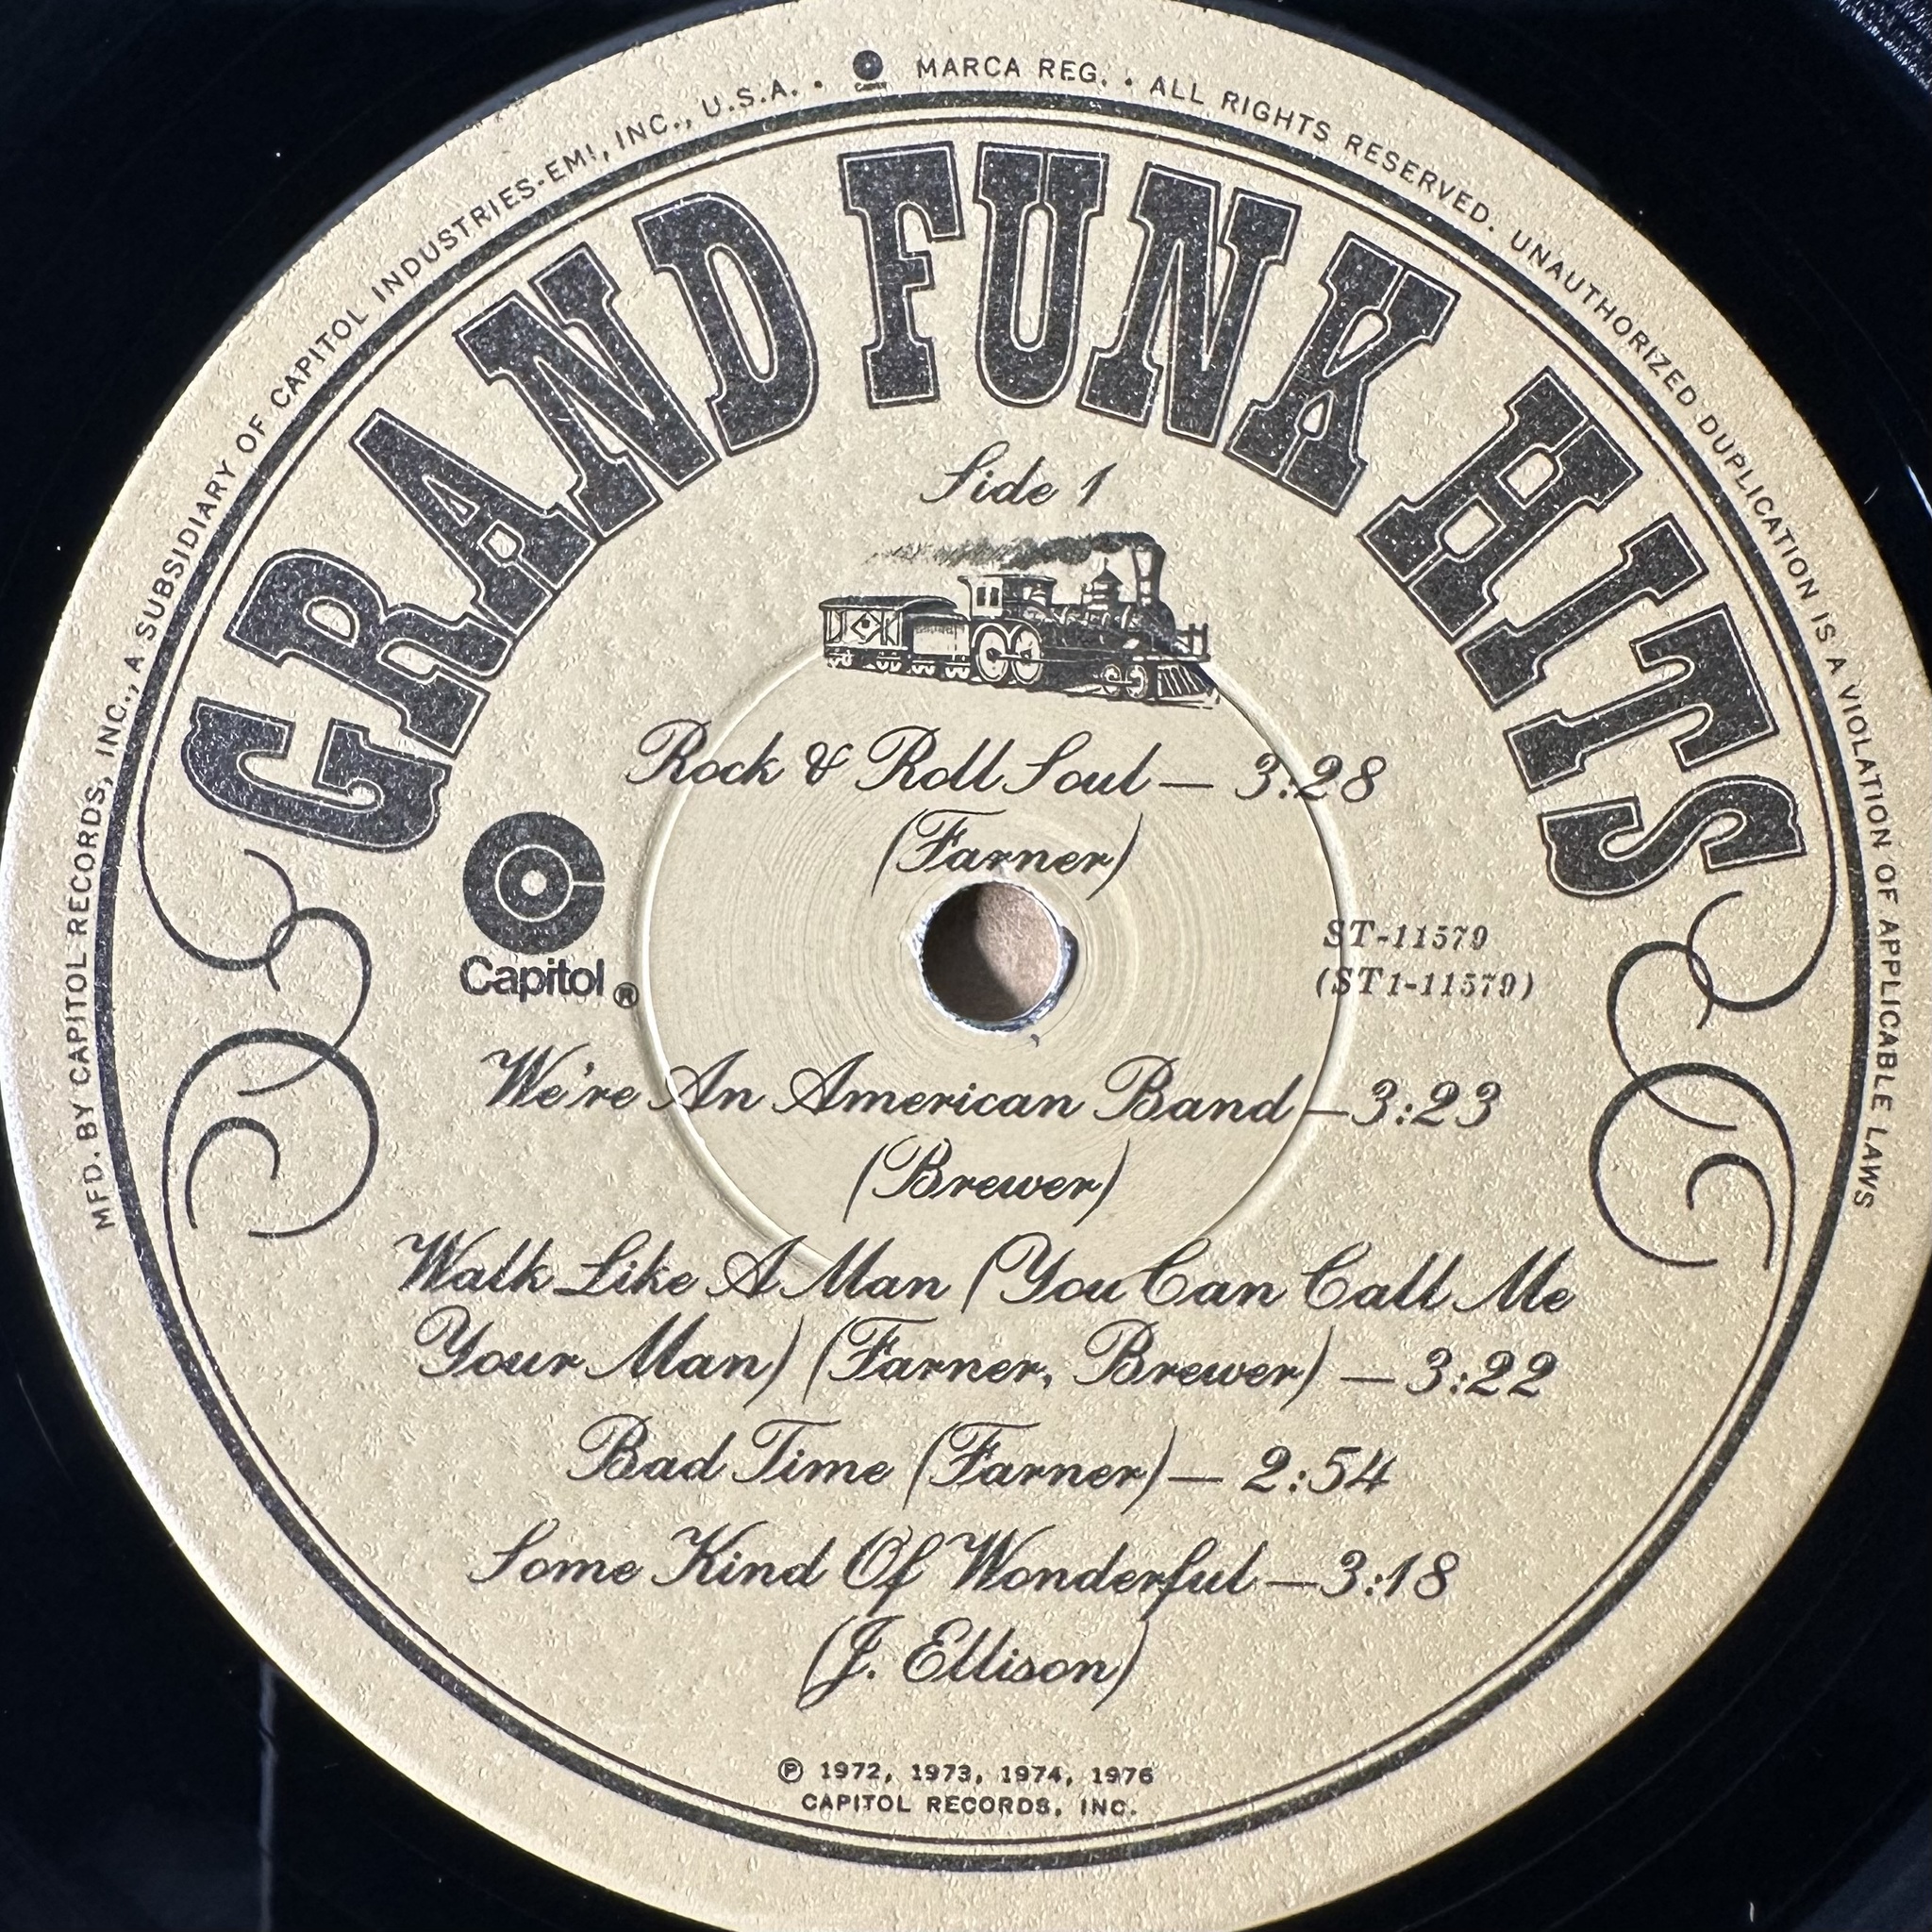 MFD. BY CAPITOL RECORDS, INC., A SUBSIDIARY OF CAPITOL INDUSTRIES-EMI, INC., U.S.A. • Capitol MARCA REG. • ALL RIGHTS RESERVED. UNAUTHORIZED DUPLICATION IS A VIOLATION OF APPLICABLE LAWS
GRAND FUNK HITS
Side 1
Rock & Roll Soul — 3:28
(Farner)
Capitol ®
ST-11579
(ST1-11579)
We're An American Band — 3:23
(Brewer)
Walk Like A Man (You Can Call Me
Your Man) (Farner, Brewer) — 3:22
Bad Time (Farner) — 2:54
Some Kind Of Wonderful — 3:18
(J. Ellison)
℗ 1972, 1973, 1974, 1976
CAPITOL RECORDS, INC.